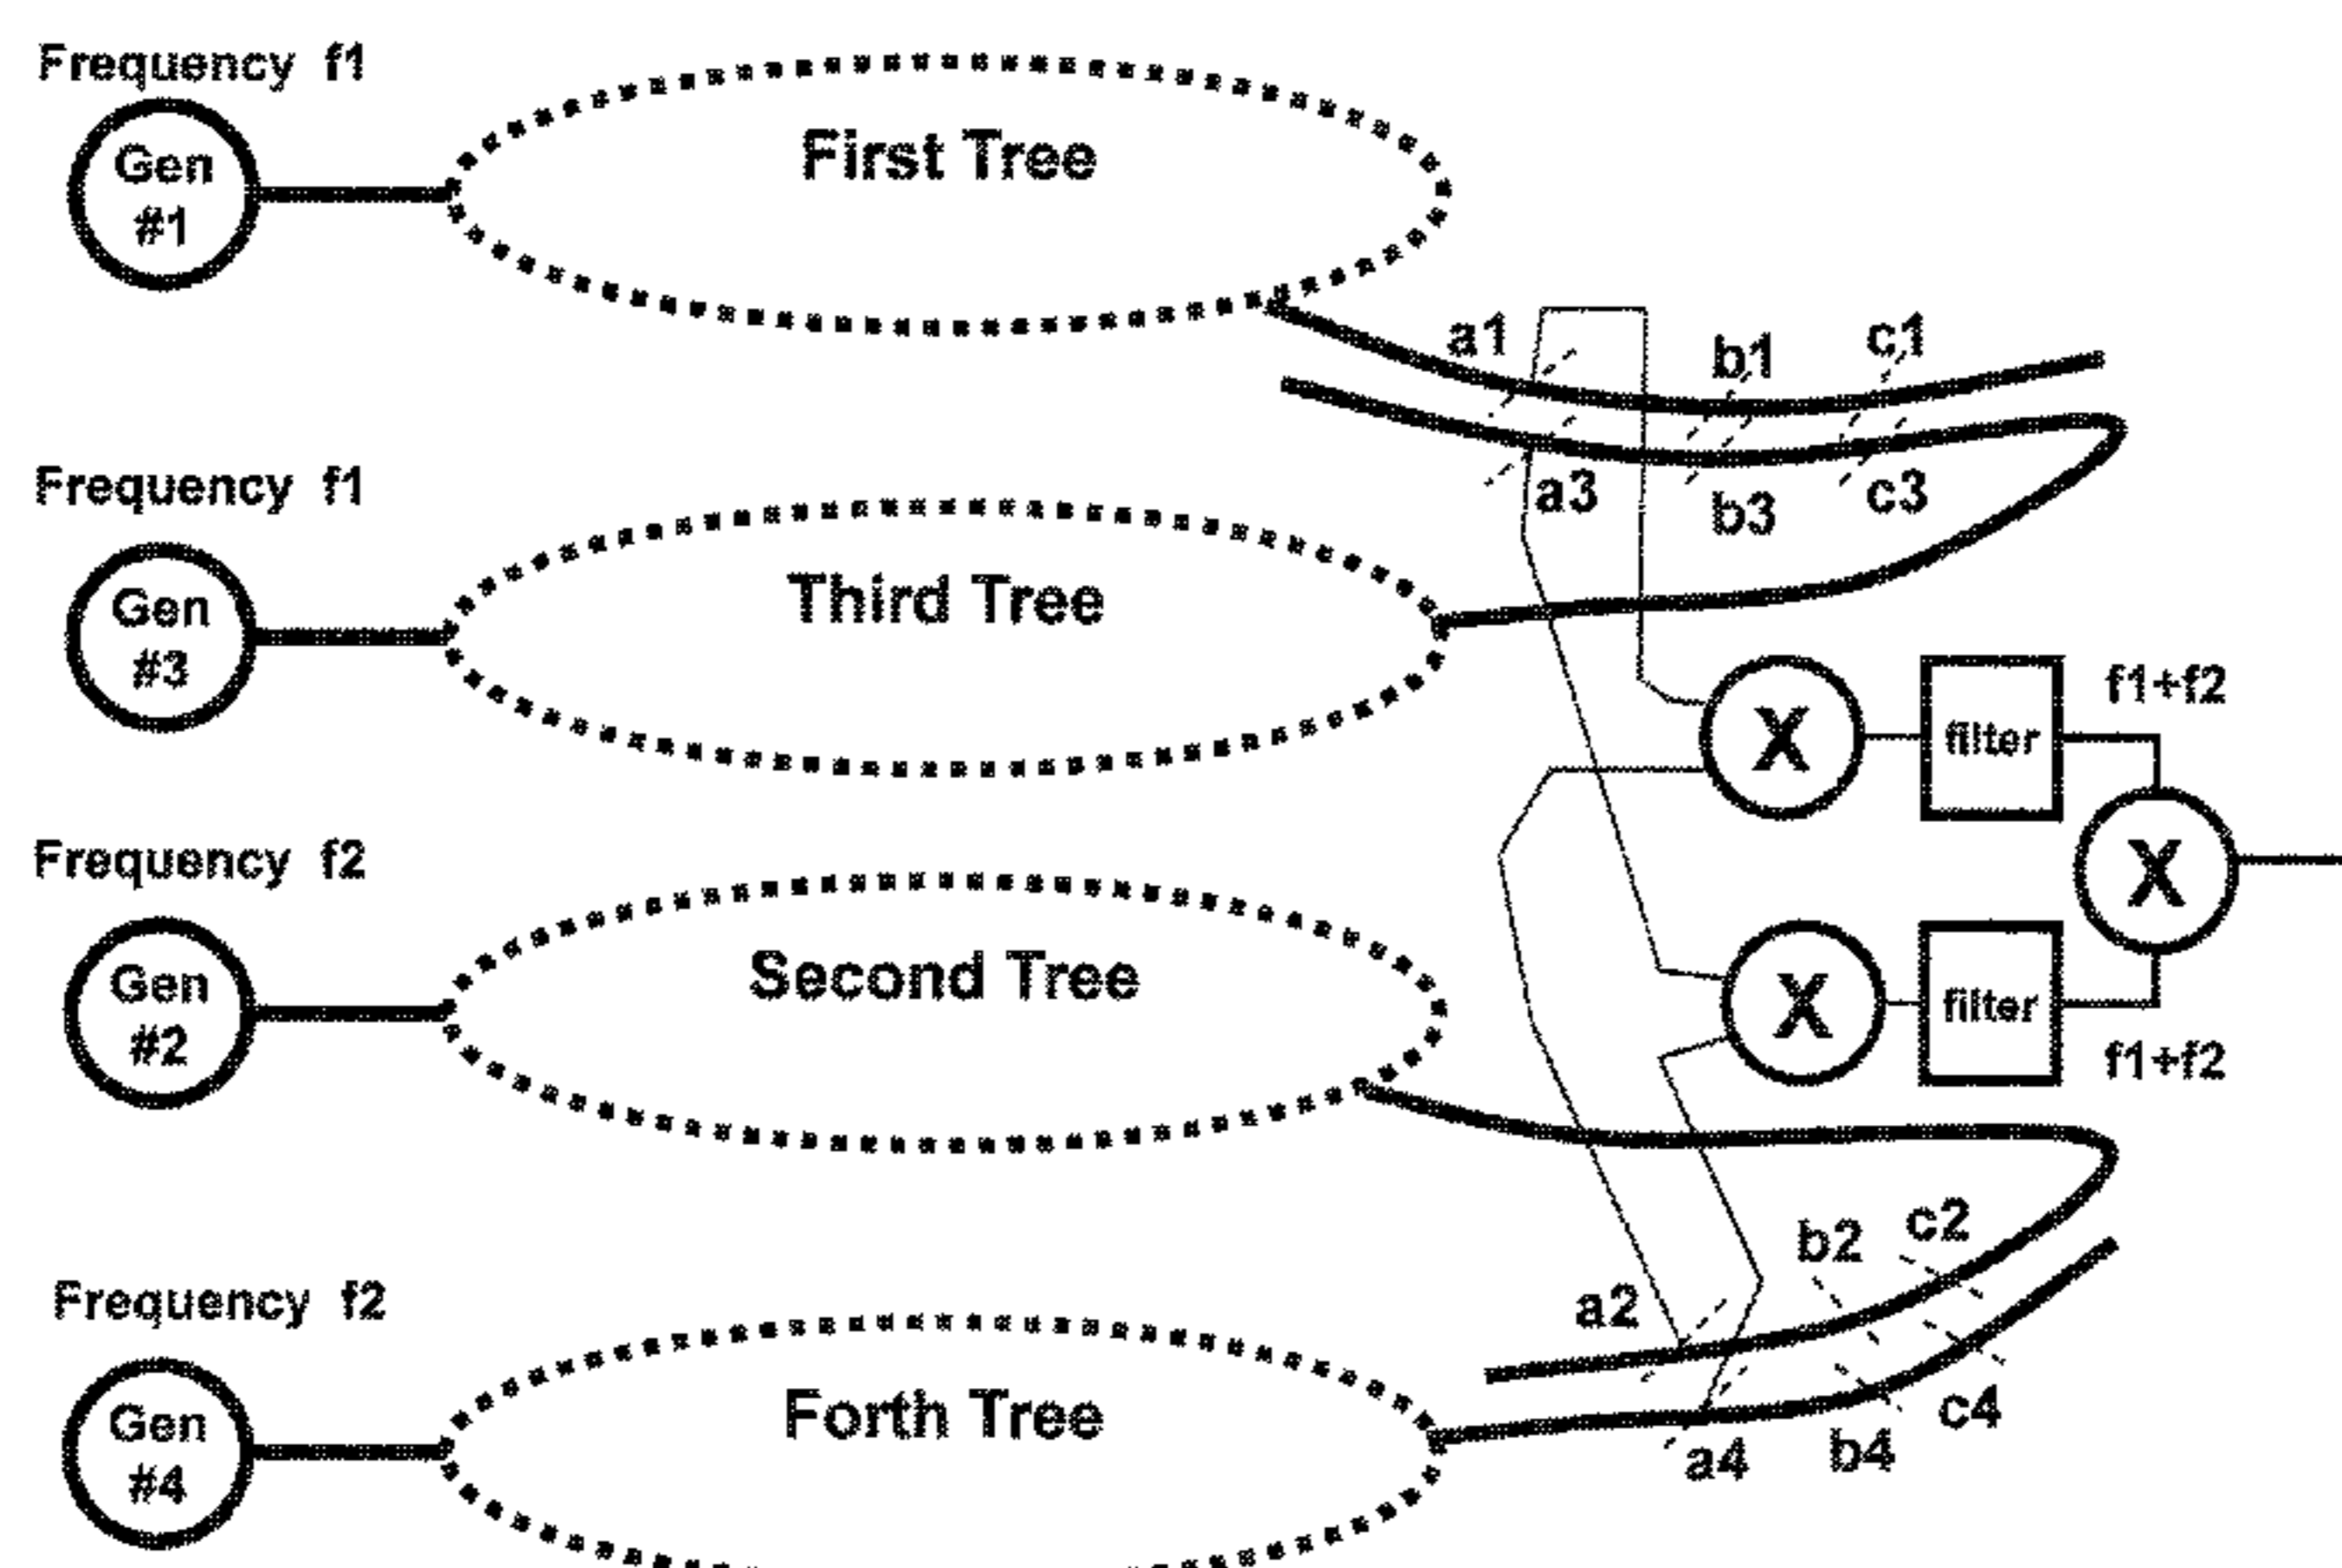 Frequency f1
Gen
#1
First Tree
a1
b1
c1
a3
b3
c3
Frequency f1
Gen
#3
Third Tree
X
filter
f1+f2
X
Frequency f2
Gen
#2
Second Tree
X
filter
f1+f2
a2
b2
c2
Frequency f2
Gen
#4
Forth Tree
a4
b4
c4